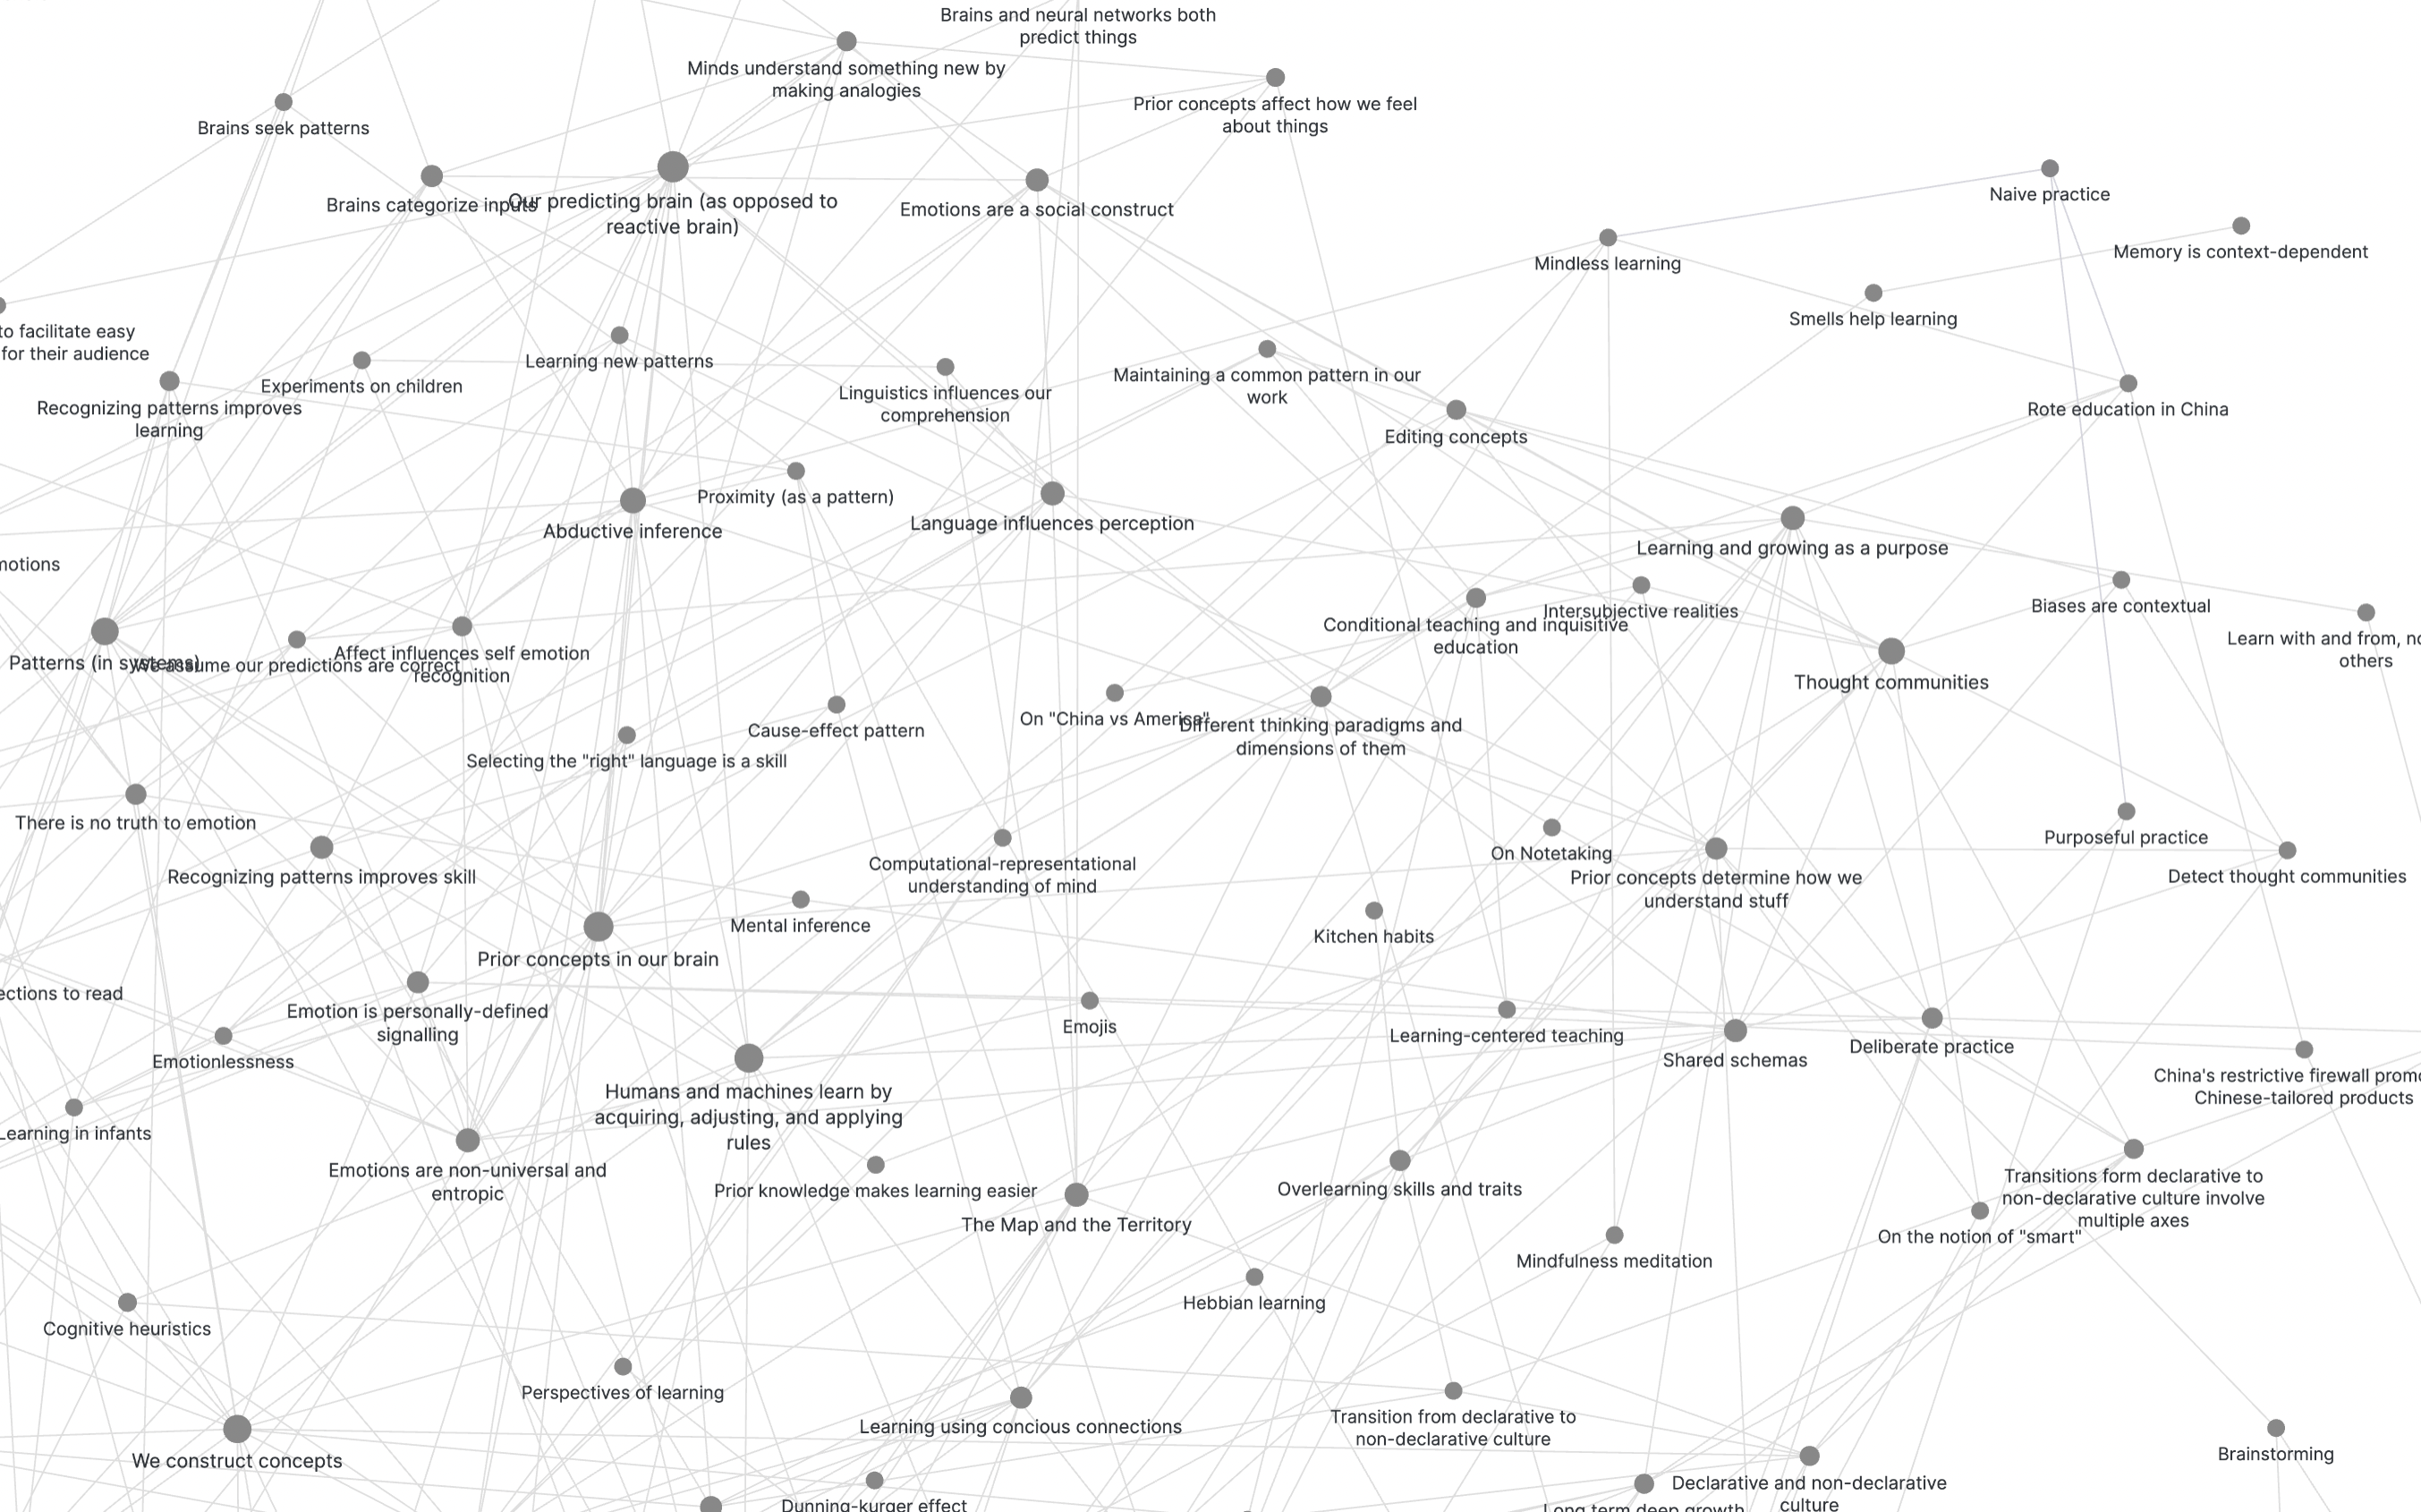 Brains and neural networks both
predict things
Minds understand something new by
making analogies
Prior concepts affect how we feel
about things
Brains seek patterns
Brains categorize inputs
Our predicting brain (as opposed to
reactive brain)
Emotions are a social construct
Naive practice
Memory is context-dependent
Mindless learning
Smells help learning
to facilitate easy
for their audience
Learning new patterns
Experiments on children
Linguistics influences our
comprehension
Maintaining a common pattern in our
work
Recognizing patterns improves
learning
Rote education in China
Editing concepts
Proximity (as a pattern)
Abductive inference
Language influences perception
Learning and growing as a purpose
Biases are contextual
Intersubjective realities
Conditional teaching and inquisitive
education
Learn with and from,
others
Patterns (in systems)
We assume our predictions are correct
Affect influences self emotion
recognition
Thought communities
On "China vs America"
Different thinking paradigms and
dimensions of them
Cause-effect pattern
Selecting the "right" language is a skill
There is no truth to emotion
Recognizing patterns improves skill
Computational-representational
understanding of mind
On Notetaking
Prior concepts determine how we
understand stuff
Purposeful practice
Detect thought communities
Mental inference
Kitchen habits
Prior concepts in our brain
to read
Emotion is personally-defined
signalling
Emojis
Learning-centered teaching
Shared schemas
Deliberate practice
Emotionlessness
China's restrictive firewall
Chinese-tailored products
Humans and machines learn by
acquiring, adjusting, and applying
rules
Learning in infants
Emotions are non-universal and
entropic
Prior knowledge makes learning easier
The Map and the Territory
Overlearning skills and traits
Transitions form declarative to
non-declarative culture involve
multiple axes
On the notion of "smart"
Mindfulness meditation
Hebbian learning
Cognitive heuristics
Perspectives of learning
Learning using concious connections
Transition from declarative to
non-declarative culture
We construct concepts
Brainstorming
Declarative and non-declarative
culture
Dunning-kurger effect
Long term deep growth